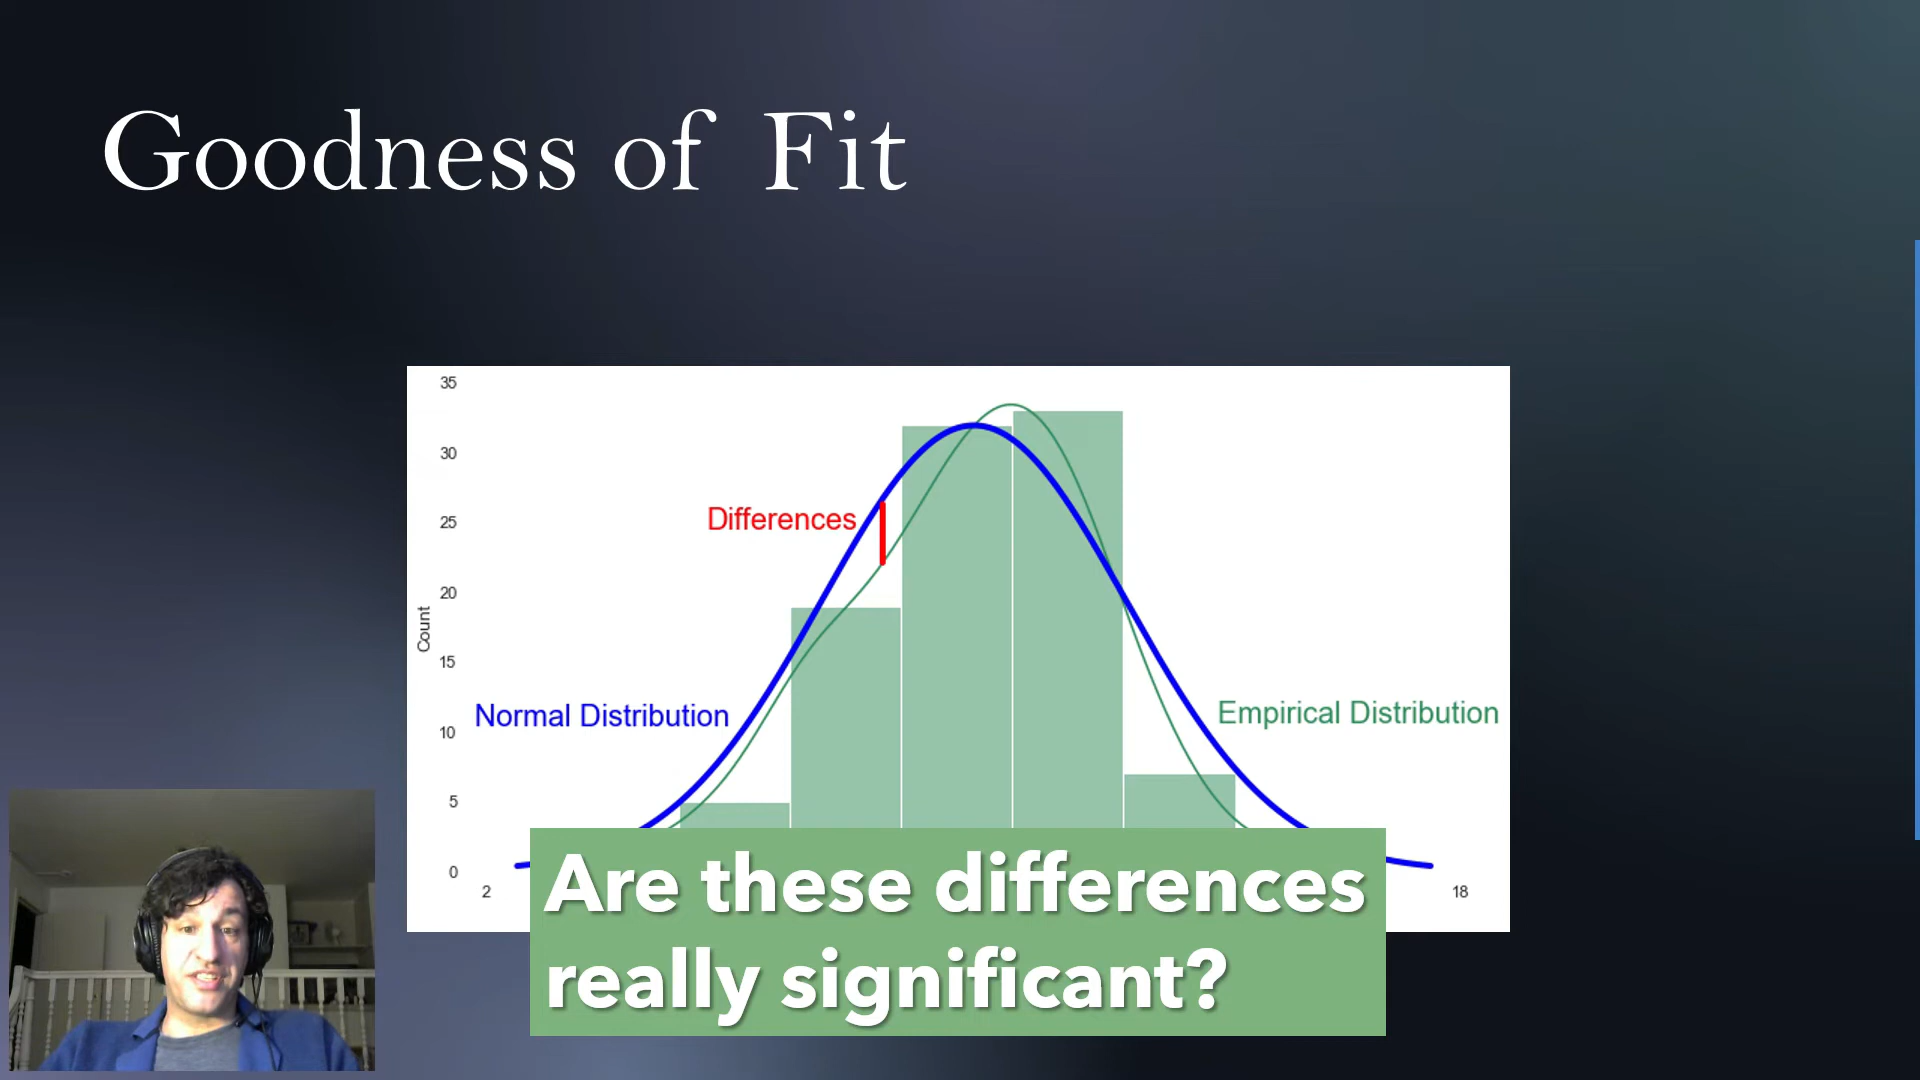 Goodness of Fit
35
30
Differences
25
20
Count
15
Normal Distribution
Empirical Distribution
10
5
0
2
18
Are these differences
really significant?